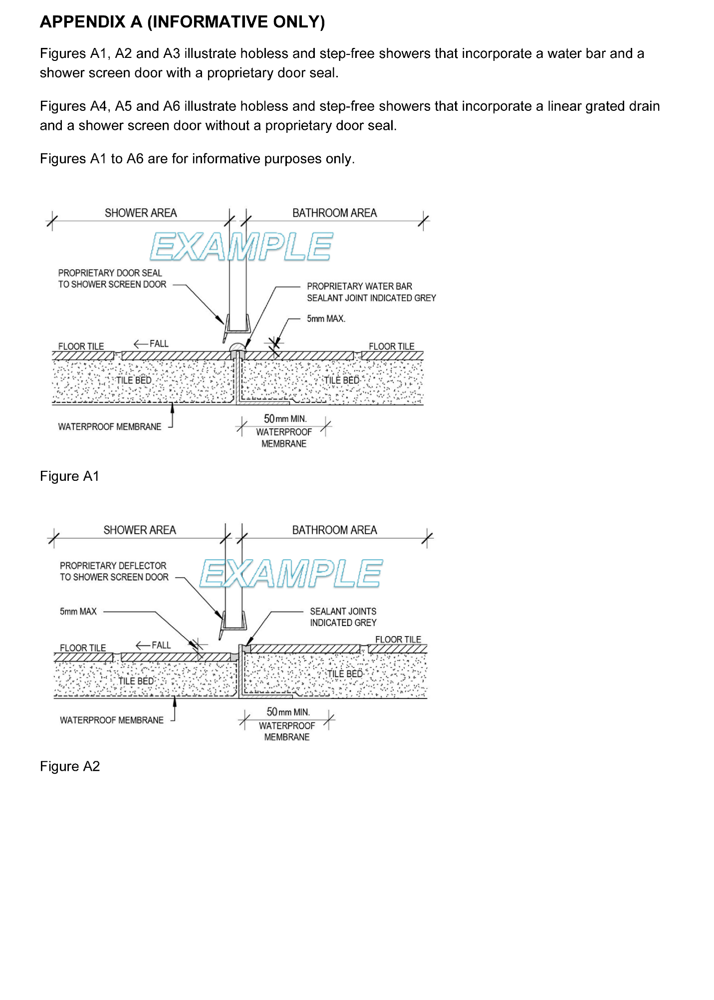 APPENDIX A (INFORMATIVE ONLY)
Figures A1, A2 and A3 illustrate hobless and step-free showers that incorporate a water bar and a
shower screen door with a proprietary door seal.
Figures A4, A5 and A6 illustrate hobless and step-free showers that incorporate a linear grated drain
and a shower screen door without a proprietary door seal.
Figures A1 to A6 are for informative purposes only.
SHOWER AREA
BATHROOM AREA
EXAMPLE
PROPRIETARY DOOR SEAL
TO SHOWER SCREEN DOOR
PROPRIETARY WATER BAR
SEALANT JOINT INDICATED GREY
5mm MAX.
FLOOR TILE
FALL
FLOOR TILE
TILE BED
TILE BED
WATERPROOF MEMBRANE
50mm MIN.
WATERPROOF
MEMBRANE
Figure A1
SHOWER AREA
BATHROOM AREA
PROPRIETARY DEFLECTOR
TO SHOWER SCREEN DOOR
EXAMPLE
5mm MAX
SEALANT JOINTS
INDICATED GREY
FLOOR TILE
FALL
FLOOR TILE
TILE BED
TILE BED
WATERPROOF MEMBRANE
50mm MIN.
WATERPROOF
MEMBRANE
Figure A2